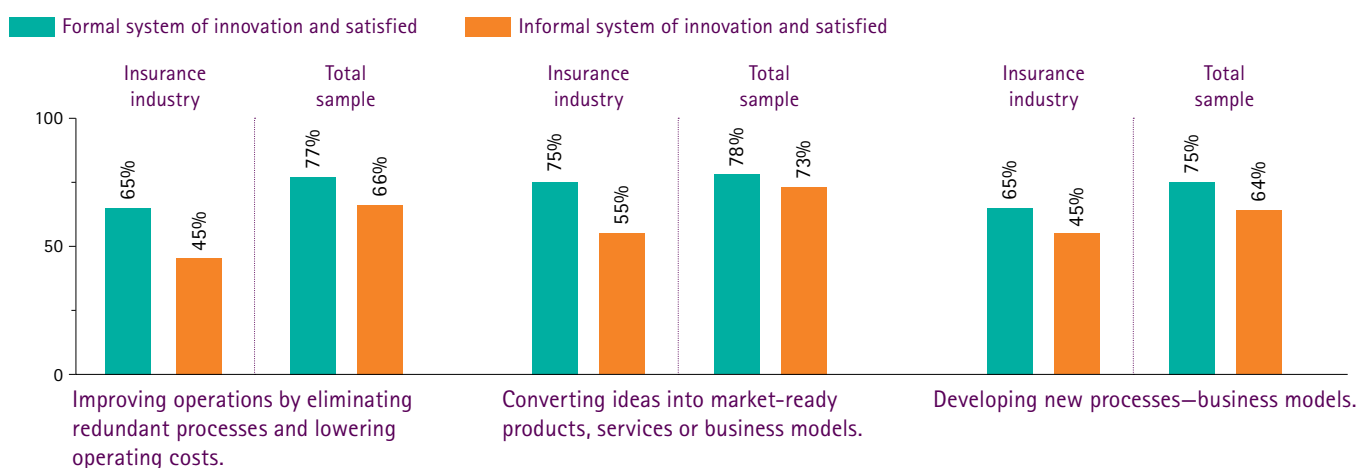 Formal system of innovation and satisfied
Informal system of innovation and satisfied
Insurance
industry
Total
sample
Insurance
industry
Total
sample
Insurance
industry
Total
sample
100
50
0
65%
45%
77%
66%
75%
55%
78%
73%
65%
45%
75%
64%
Improving operations by eliminating
redundant processes and lowering
operating costs.
Converting ideas into market-ready
products, services or business models.
Developing new processes—business models.